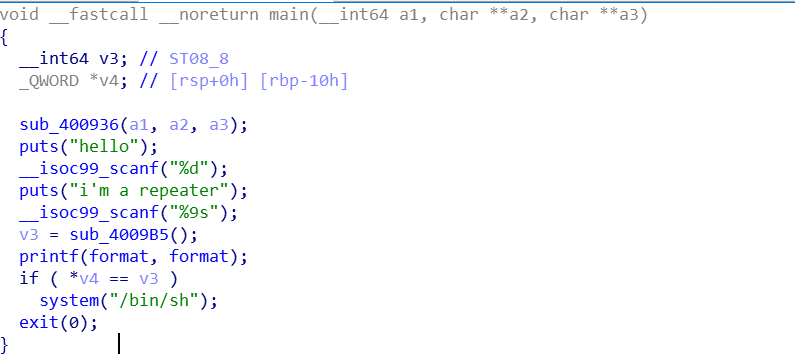 void __fastcall __noreturn main(__int64 a1, char **a2, char **a3)
{
  __int64 v3; // ST08_8
  _QWORD *v4; // [rsp+0h] [rbp-10h]

  sub_400936(a1, a2, a3);
  puts("hello");
  __isoc99_scanf("%d");
  puts("i'm a repeater");
  __isoc99_scanf("%9s");
  v3 = sub_4009B5();
  printf(format, format);
  if ( *v4 == v3 )
    system("/bin/sh");
  exit(0);
}